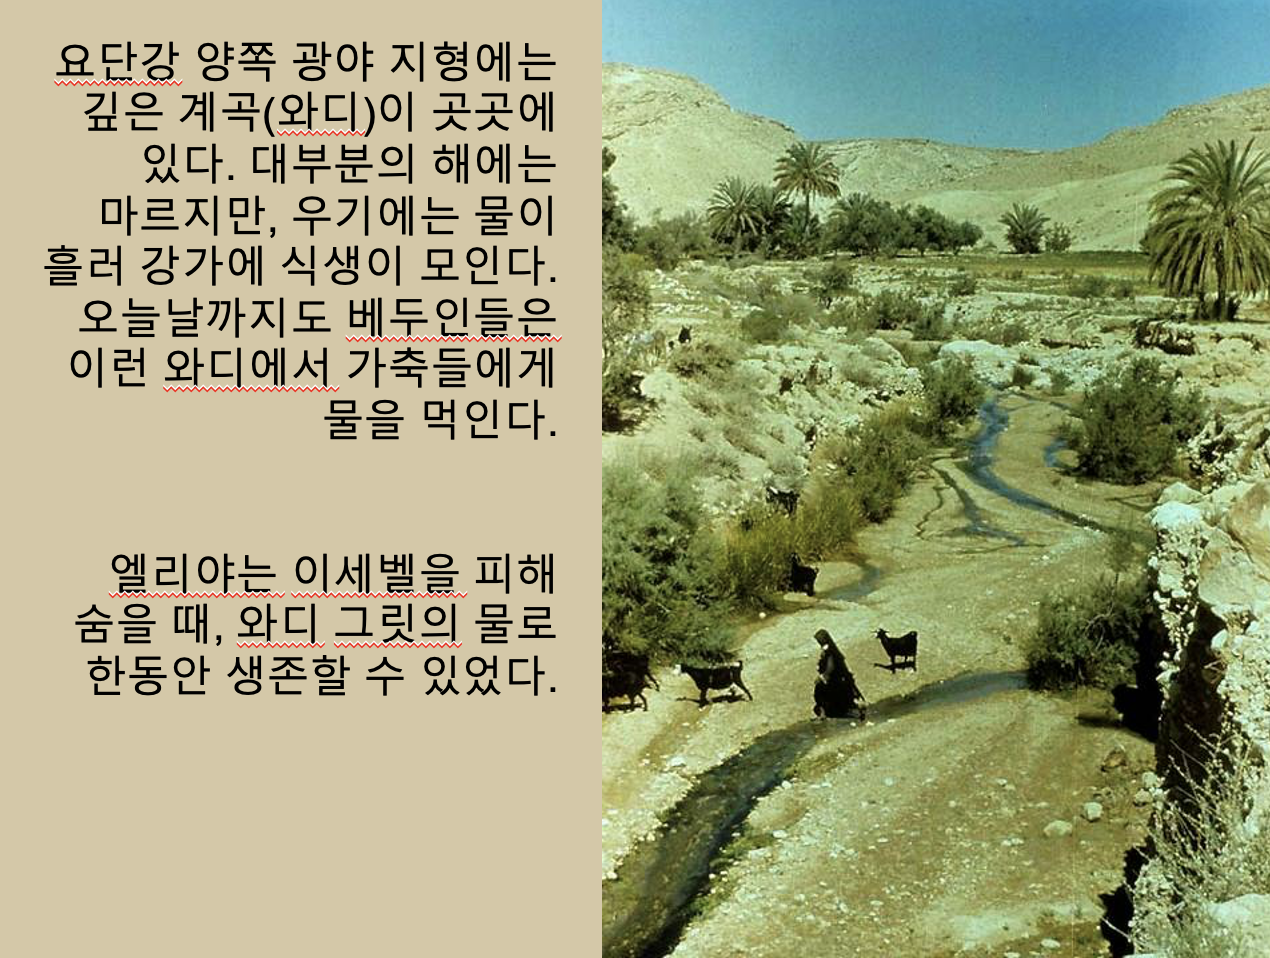 요단강 양쪽 광야 지형에는
깊은 계곡(와디)이 곳곳에
있다. 대부분의 해에는
마르지만, 우기에는 물이
흘러 강가에 식생이 모인다.
오늘날까지도 베두인들은
이런 와디에서 가축들에게
물을 먹인다.
엘리야는 이세벨을 피해
숨을 때, 와디 그릿의 물로
한동안 생존할 수 있었다.